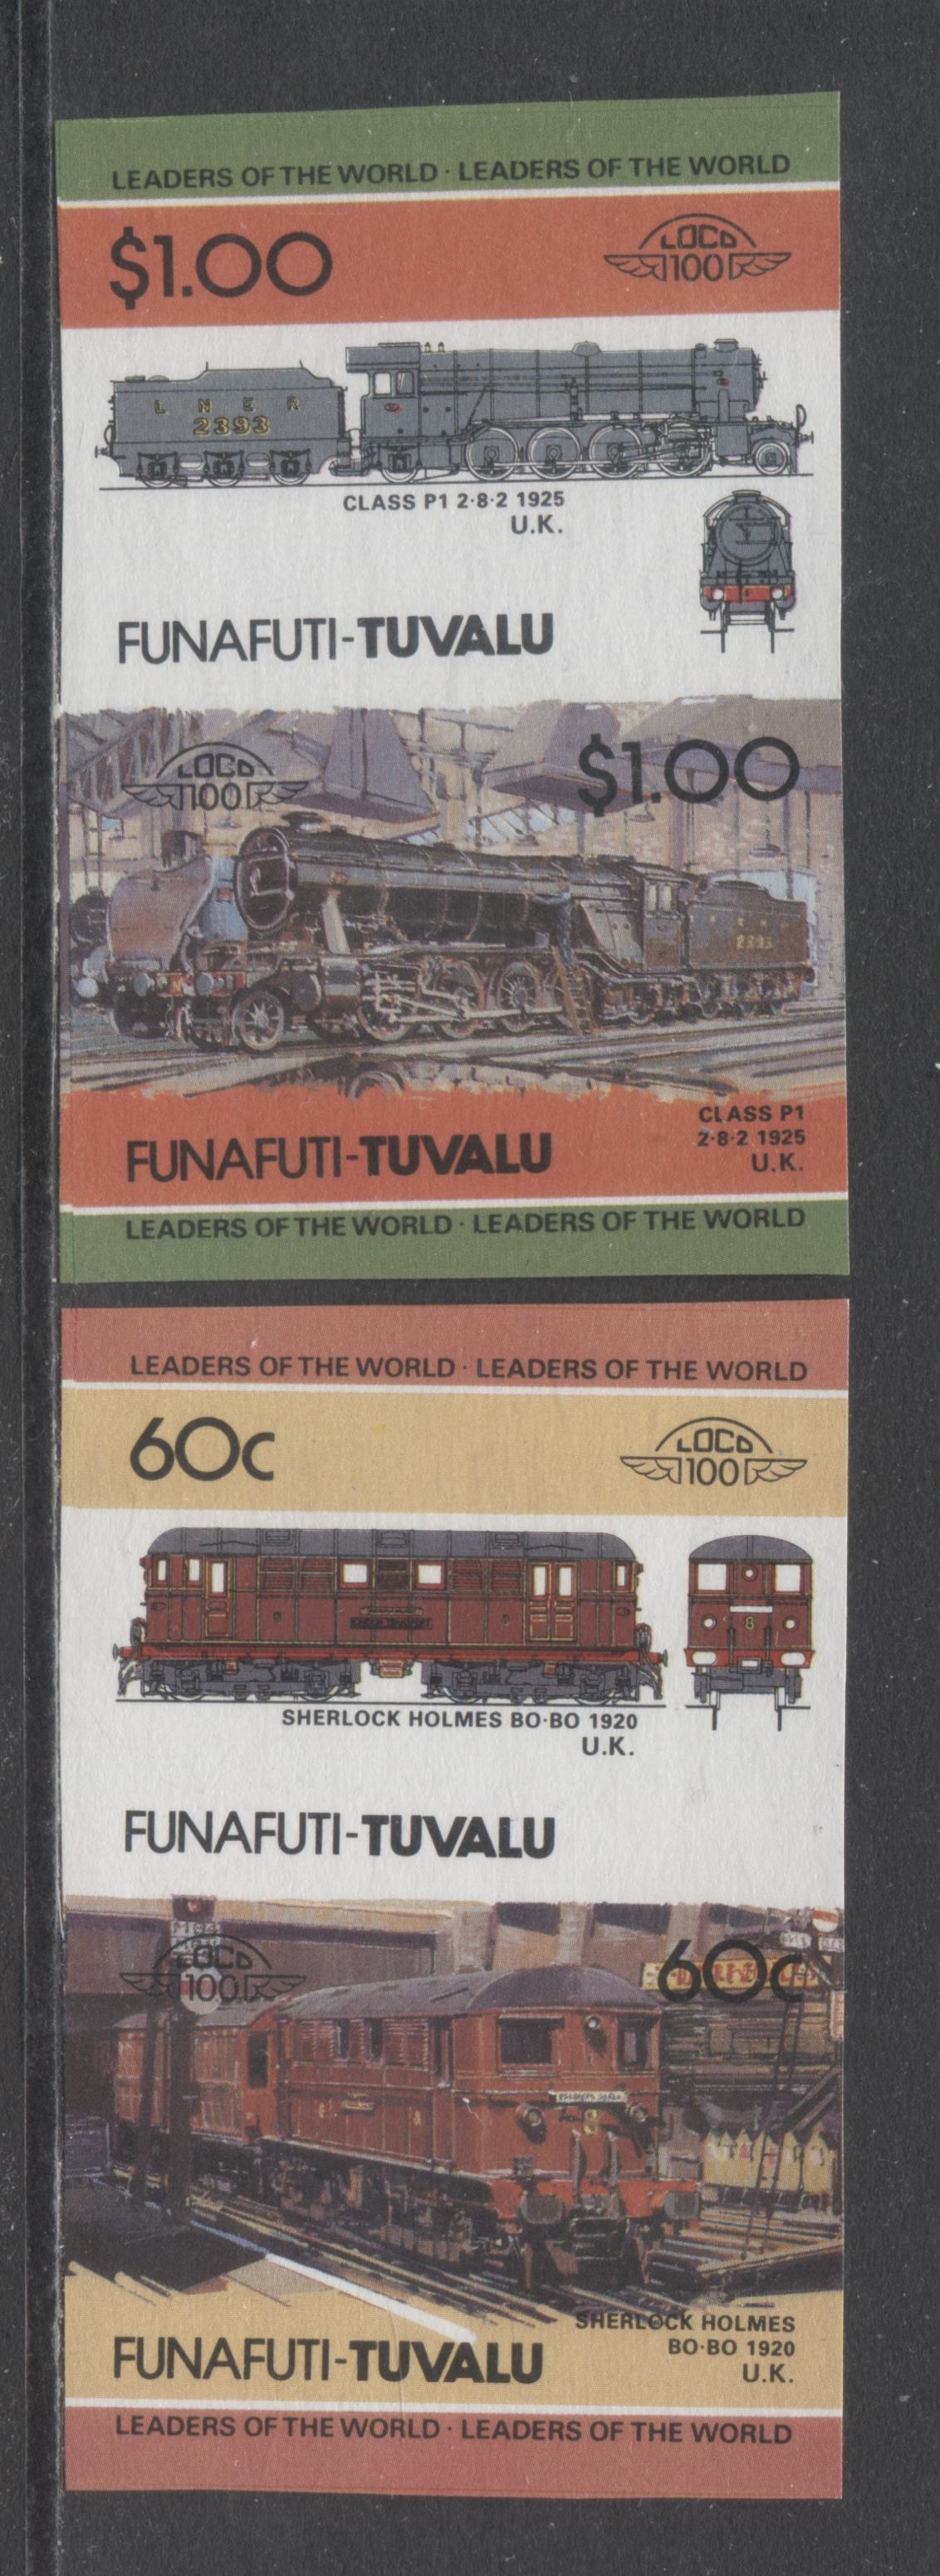 LEADERS OF THE WORLD · LEADERS OF THE WORLD
$1.00
LOCO
100
L N E R
2393
CLASS P1 2·8·2 1925
U.K.
FUNAFUTI-TUVALU
LOCO
100
$1.00
2393
CLASS P1
2·8·2 1925
U.K.
FUNAFUTI-TUVALU
LEADERS OF THE WORLD · LEADERS OF THE WORLD
LEADERS OF THE WORLD · LEADERS OF THE WORLD
60c
LOCO
100
8
SHERLOCK HOLMES BO·BO 1920
U.K.
FUNAFUTI-TUVALU
LOCO
100
60c
SHERLOCK HOLMES
BO·BO 1920
U.K.
FUNAFUTI-TUVALU
LEADERS OF THE WORLD · LEADERS OF THE WORLD